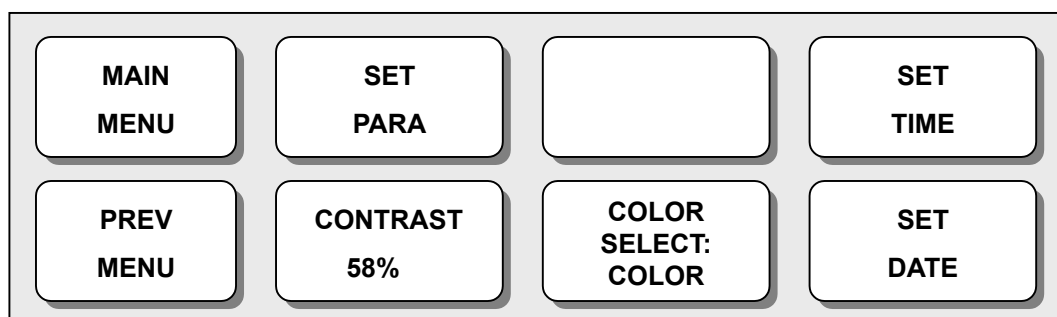 MAIN
MENU
SET
PARA
SET
TIME
PREV
MENU
CONTRAST
58%
COLOR
SELECT:
COLOR
SET
DATE